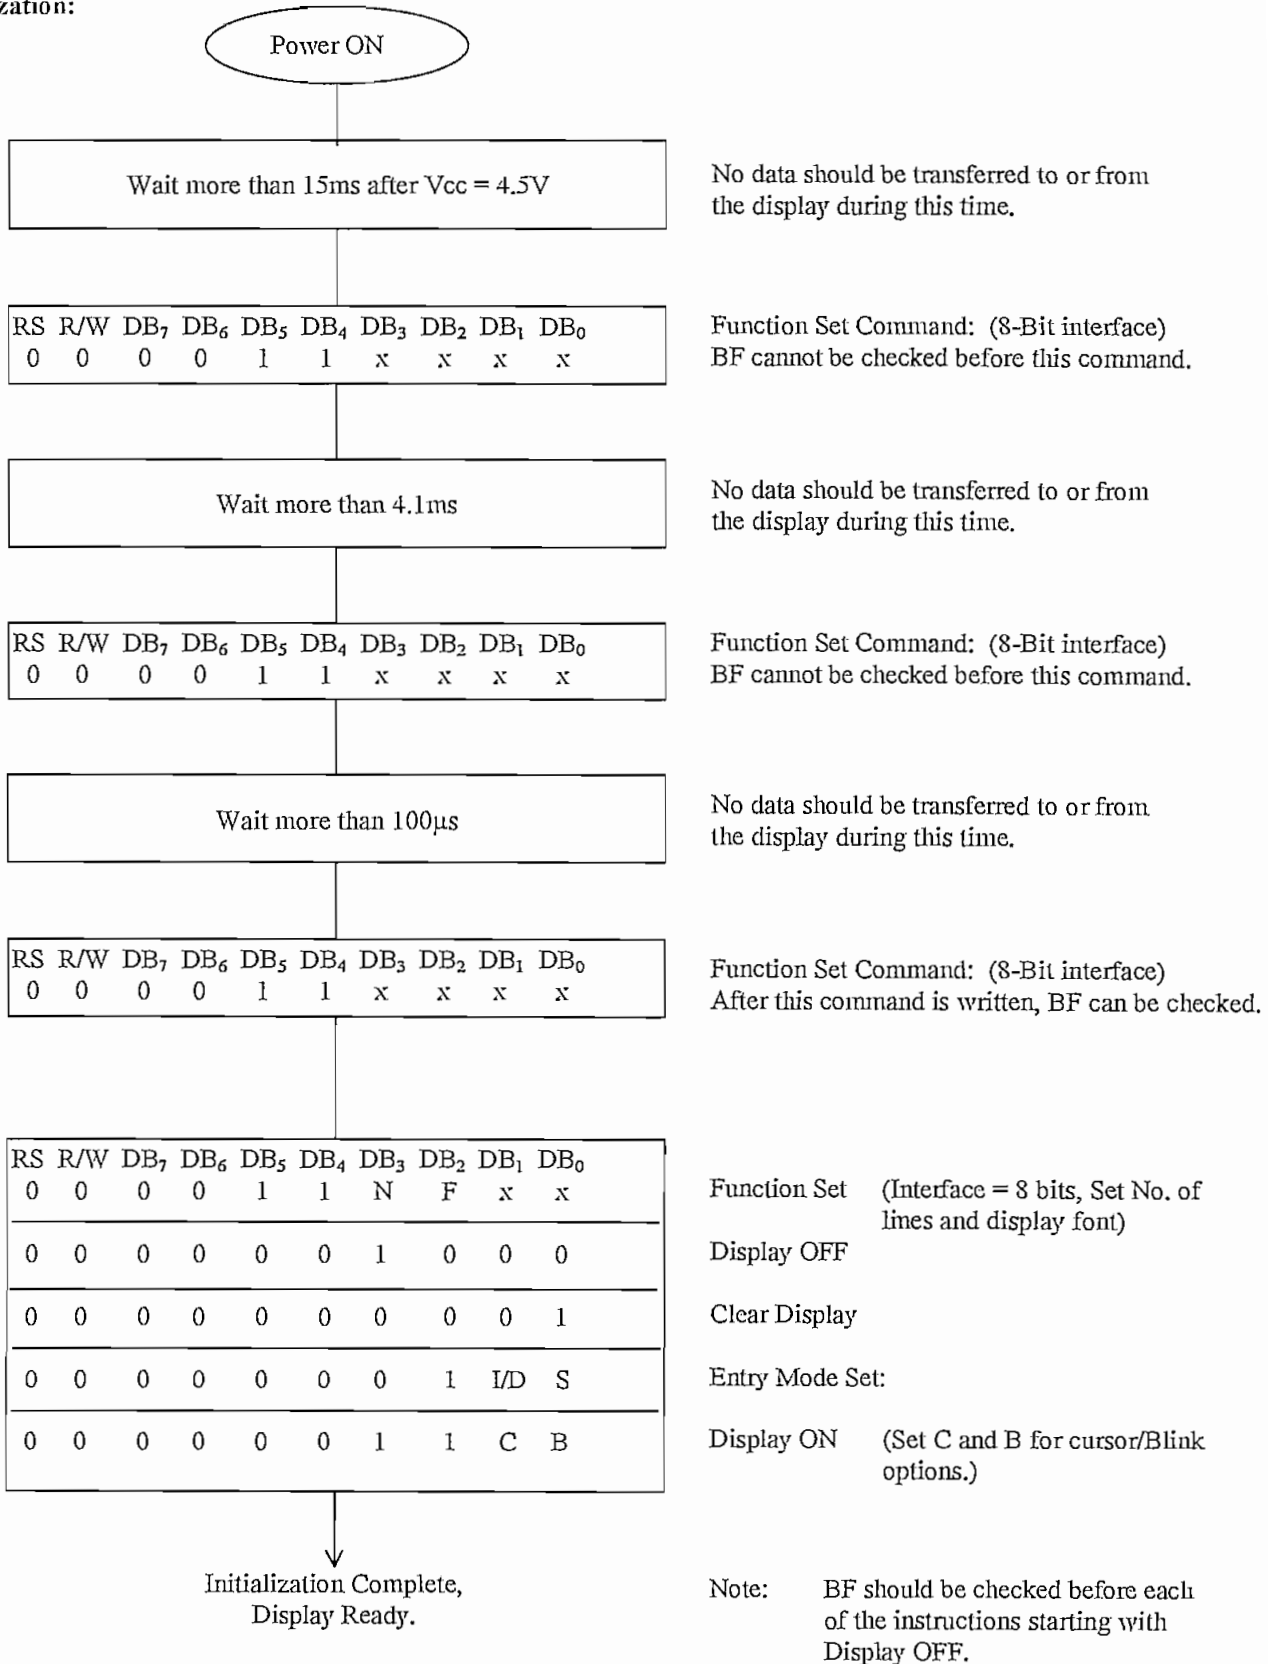 zation:
Power ON
Wait more than 15ms after Vcc = 4.5V
No data should be transferred to or from
the display during this time.
RS R/W DB₇ DB₆ DB₅ DB₄ DB₃ DB₂ DB₁ DB₀
0 0 0 0 1 1 x x x x
Function Set Command: (8-Bit interface)
BF cannot be checked before this command.
Wait more than 4.1ms
No data should be transferred to or from
the display during this time.
RS R/W DB₇ DB₆ DB₅ DB₄ DB₃ DB₂ DB₁ DB₀
0 0 0 0 1 1 x x x x
Function Set Command: (8-Bit interface)
BF cannot be checked before this command.
Wait more than 100µs
No data should be transferred to or from
the display during this time.
RS R/W DB₇ DB₆ DB₅ DB₄ DB₃ DB₂ DB₁ DB₀
0 0 0 0 1 1 x x x x
Function Set Command: (8-Bit interface)
After this command is written, BF can be checked.
RS R/W DB₇ DB₆ DB₅ DB₄ DB₃ DB₂ DB₁ DB₀
0 0 0 0 1 1 N F x x
Function Set (Interface = 8 bits, Set No. of
lines and display font)
0 0 0 0 0 0 1 0 0 0
Display OFF
0 0 0 0 0 0 0 0 0 1
Clear Display
0 0 0 0 0 0 0 1 I/D S
Entry Mode Set:
0 0 0 0 0 0 1 1 C B
Display ON (Set C and B for cursor/Blink
options.)
Initialization Complete,
Display Ready.
Note: BF should be checked before each
of the instructions starting with
Display OFF.